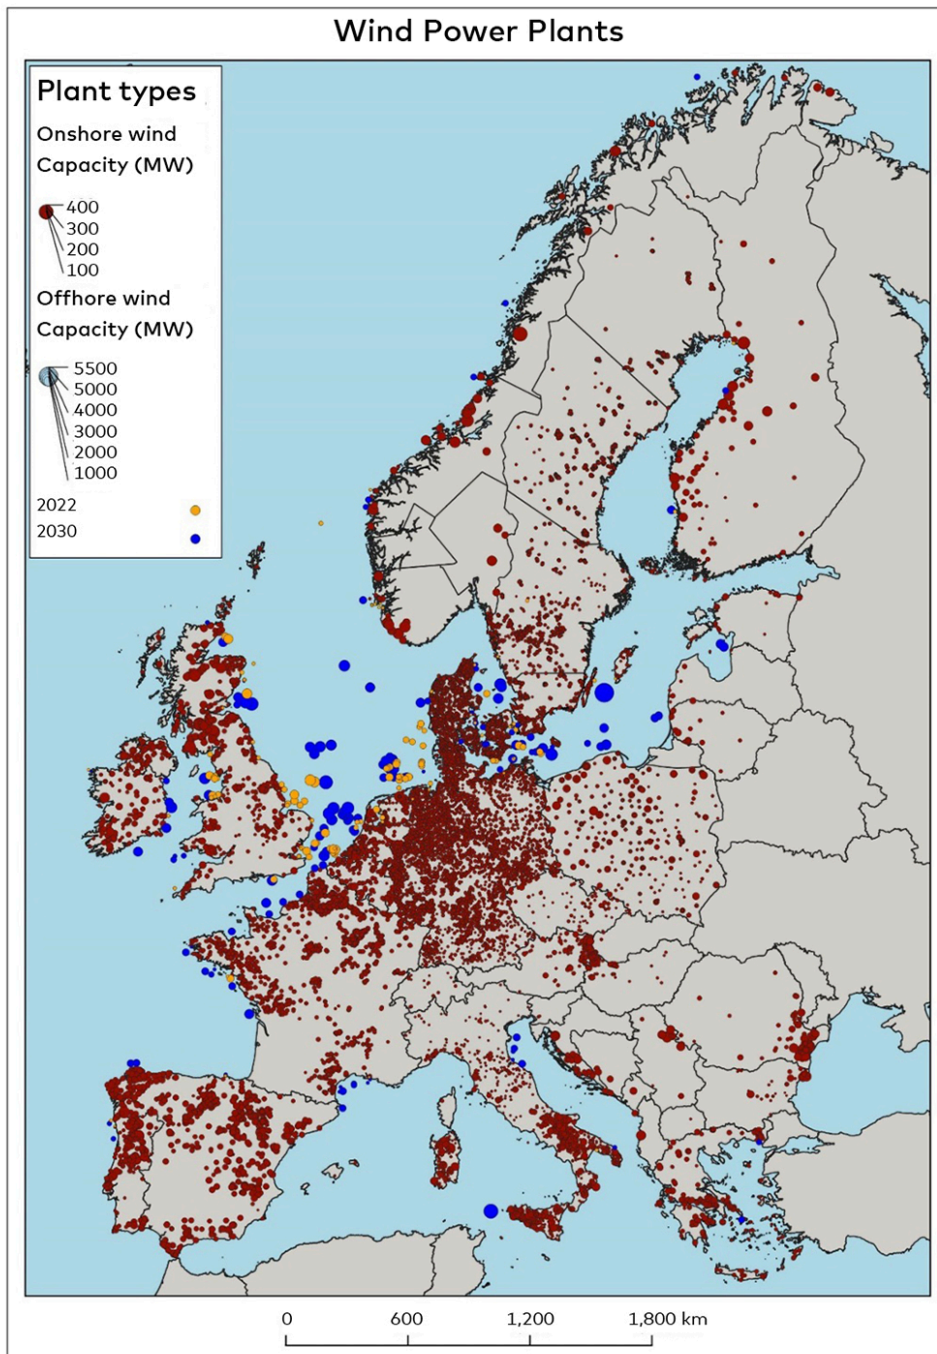 Wind Power Plants
Plant types
Onshore wind
Capacity (MW)
400
300
200
100
Offhore wind
Capacity (MW)
5500
5000
4000
3000
2000
1000
2022
2030
0 600 1,200 1,800 km